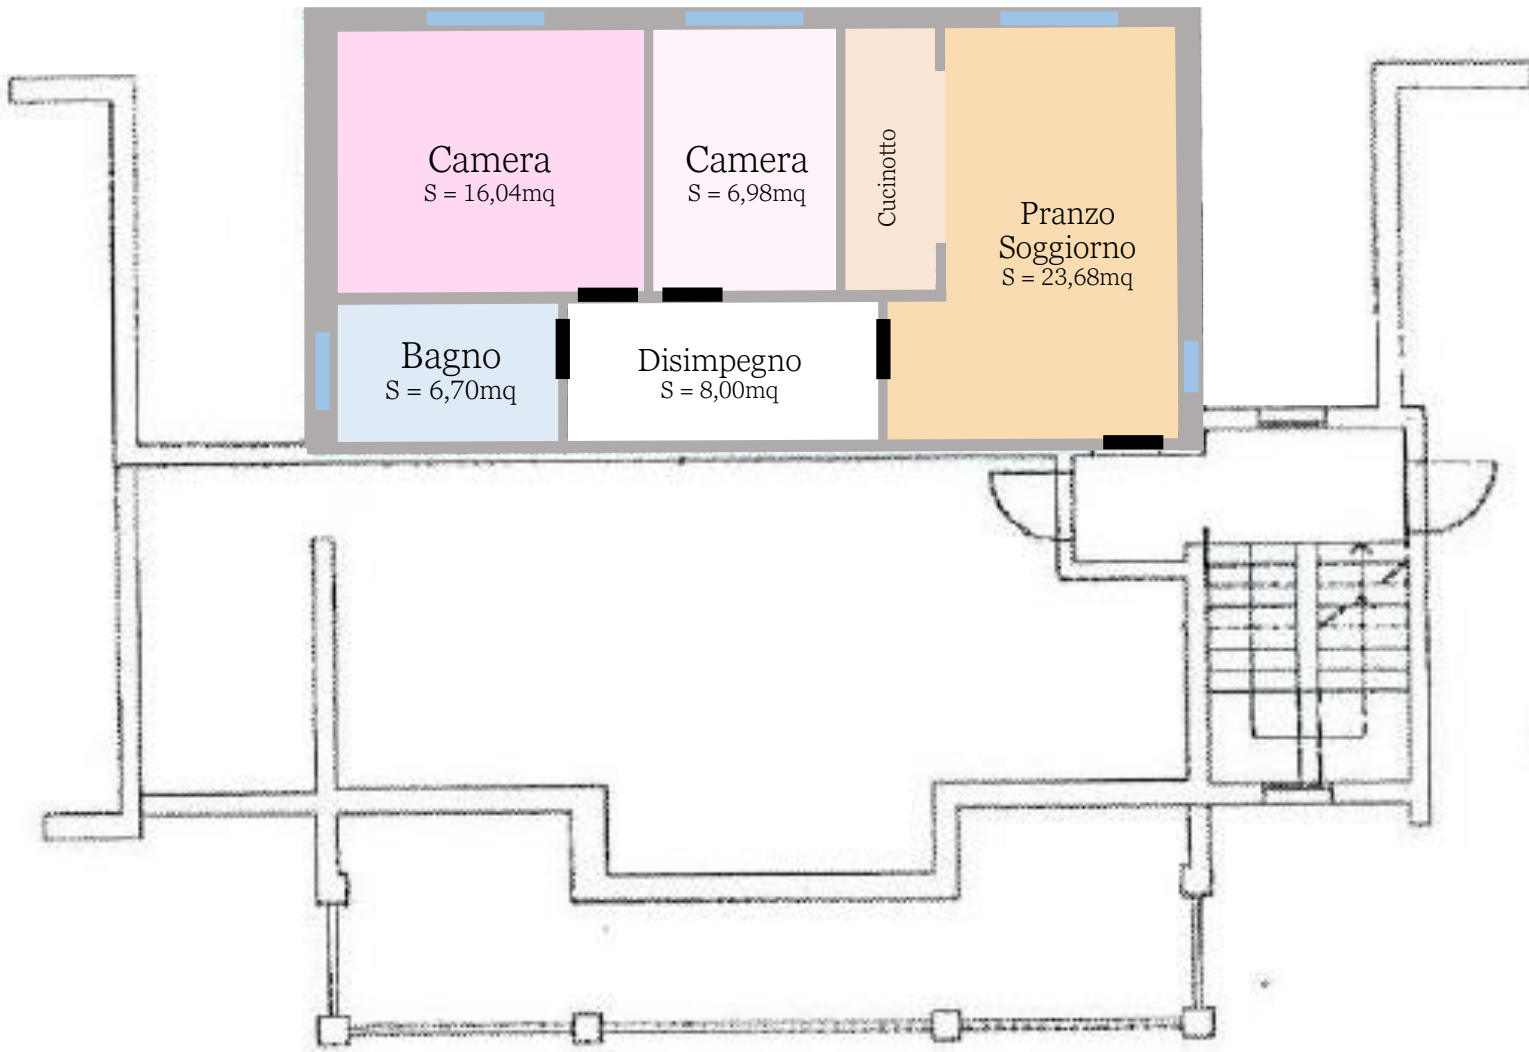 Camera
S = 16,04mq
Camera
S = 6,98mq
Cucinotto
Pranzo
Soggiorno
S = 23,68mq
Bagno
S = 6,70mq
Disimpegno
S = 8,00mq